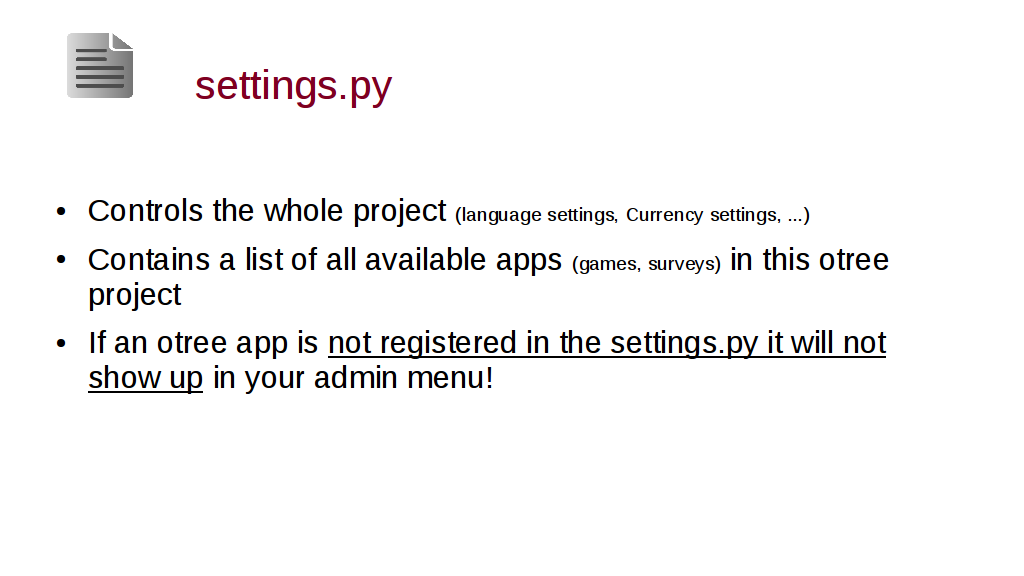 settings.py
• Controls the whole project (language settings, Currency settings, ...)
• Contains a list of all available apps (games, surveys) in this otree
project
• If an otree app is not registered in the settings.py it will not
show up in your admin menu!